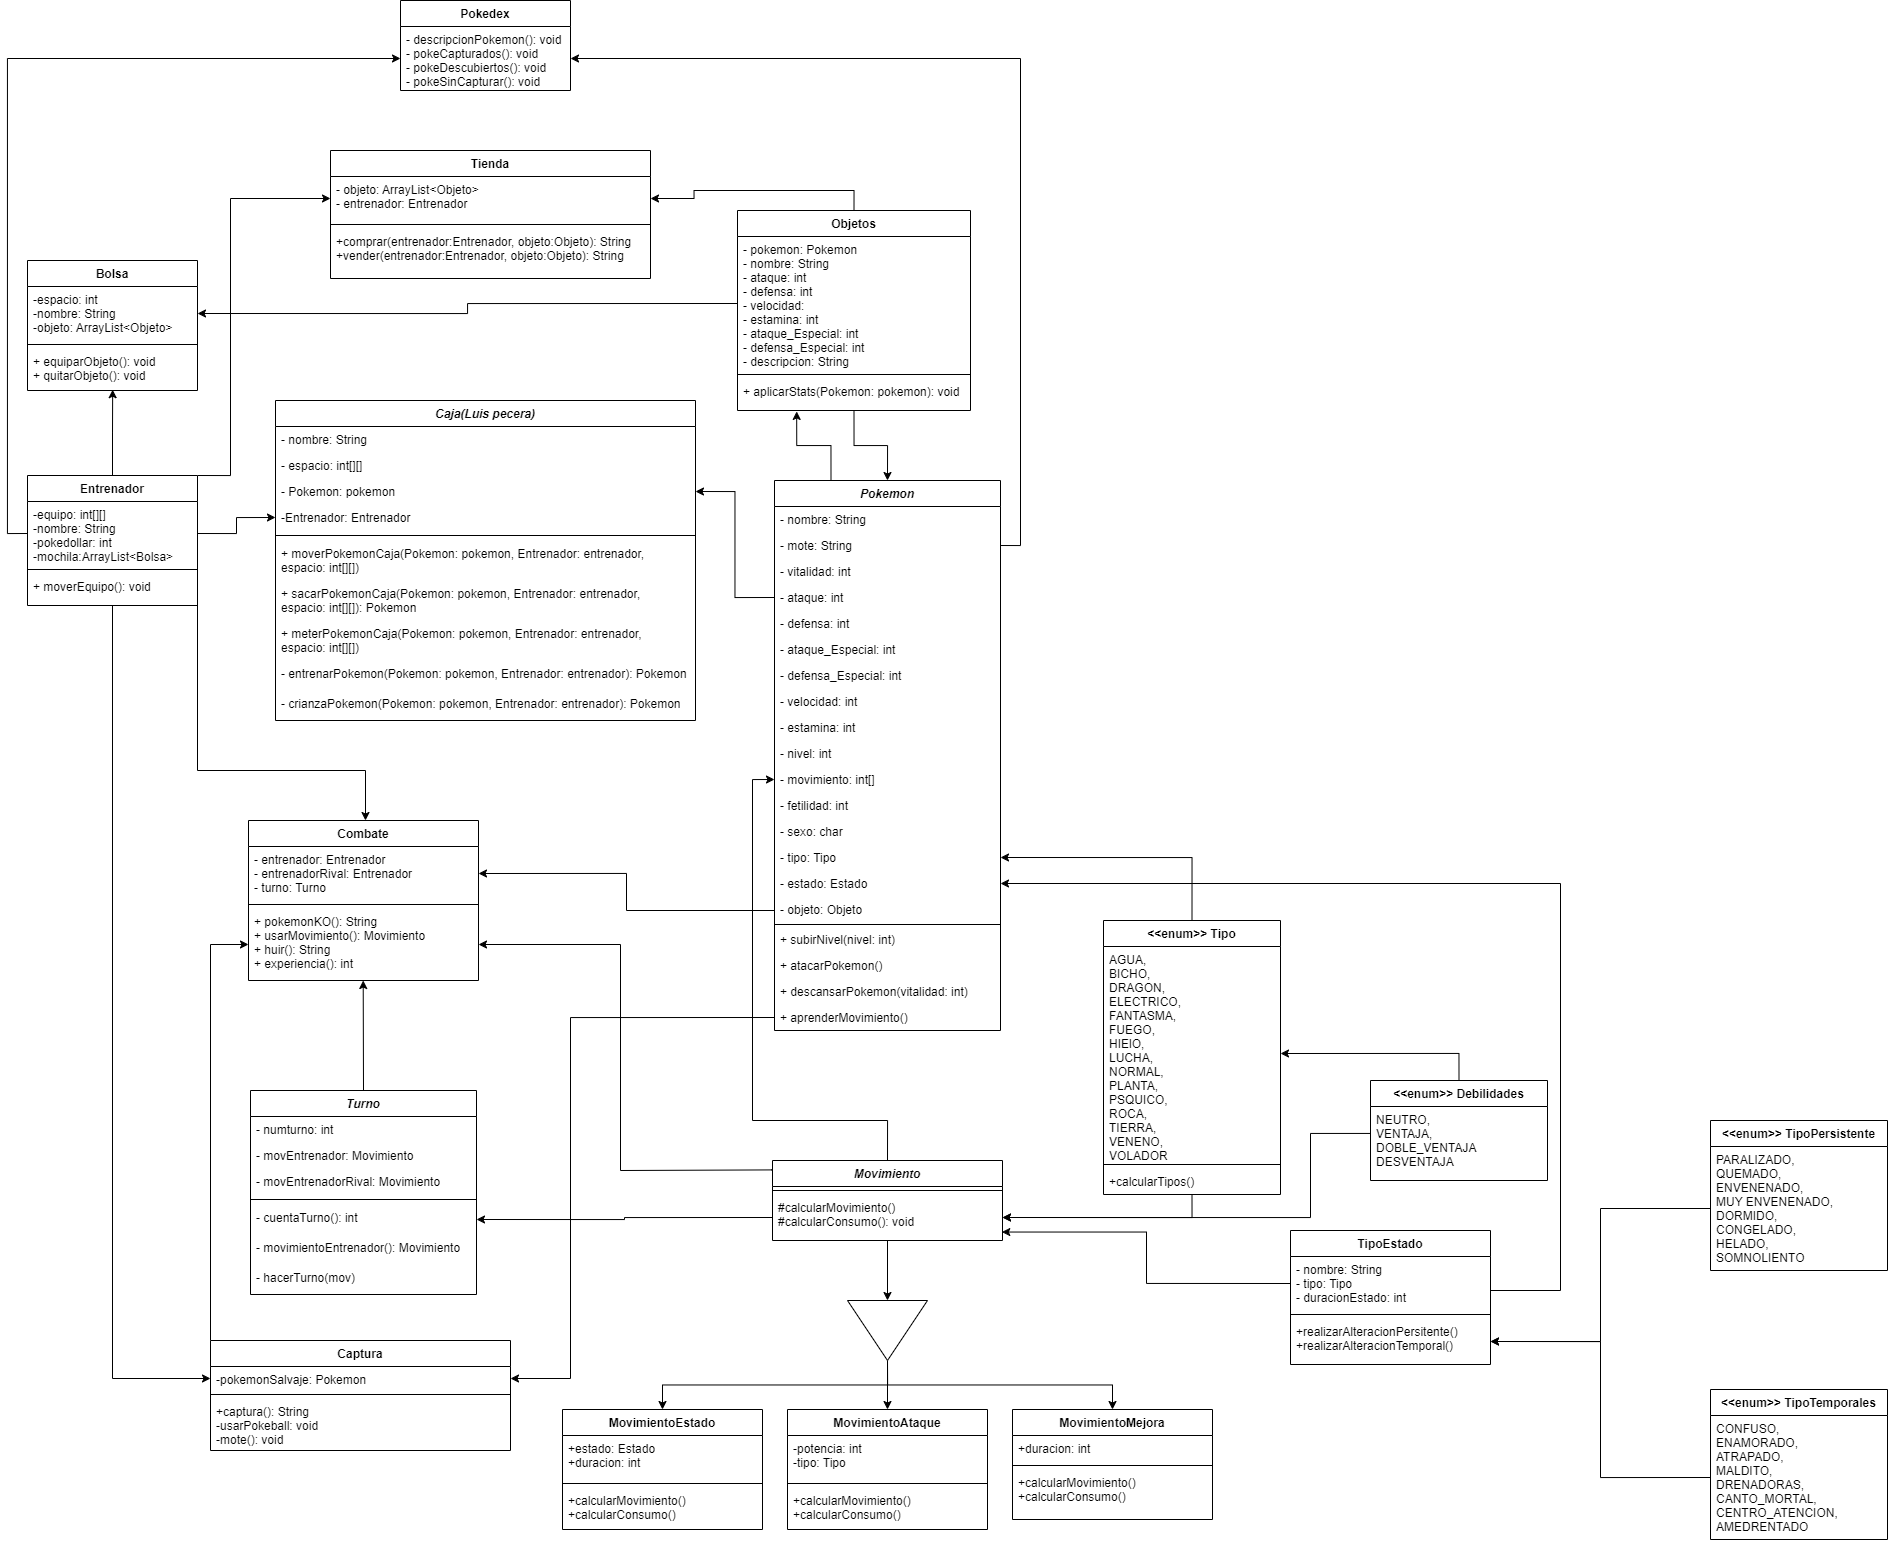 Pokedex
- descripcionPokemon(): void
- pokeCapturados(): void
- pokeDescubiertos(): void
- pokeSinCapturar(): void
Tienda
- objeto: ArrayList<Objeto>
- entrenador: Entrenador
+comprar(entrenador:Entrenador, objeto:Objeto): String
+vender(entrenador:Entrenador, objeto:Objeto): String
Objetos
- pokemon: Pokemon
- nombre: String
- ataque: int
- defensa: int
- velocidad:
- estamina: int
- ataque_Especial: int
- defensa_Especial: int
- descripcion: String
+ aplicarStats(Pokemon: pokemon): void
Bolsa
-espacio: int
-nombre: String
-objeto: ArrayList<Objeto>
+ equiparObjeto(): void
+ quitarObjeto(): void
Caja(Luis pecera)
- nombre: String
- espacio: int[][]
- Pokemon: pokemon
-Entrenador: Entrenador
+ moverPokemonCaja(Pokemon: pokemon, Entrenador: entrenador,
espacio: int[][])
+ sacarPokemonCaja(Pokemon: pokemon, Entrenador: entrenador,
espacio: int[][]): Pokemon
+ meterPokemonCaja(Pokemon: pokemon, Entrenador: entrenador,
espacio: int[][])
- entrenarPokemon(Pokemon: pokemon, Entrenador: entrenador): Pokemon
- crianzaPokemon(Pokemon: pokemon, Entrenador: entrenador): Pokemon
Entrenador
-equipo: int[][]
-nombre: String
-pokedollar: int
-mochila:ArrayList<Bolsa>
+ moverEquipo(): void
Pokemon
- nombre: String
- mote: String
- vitalidad: int
- ataque: int
- defensa: int
- ataque_Especial: int
- defensa_Especial: int
- velocidad: int
- estamina: int
- nivel: int
- movimiento: int[]
- fetilidad: int
- sexo: char
- tipo: Tipo
- estado: Estado
- objeto: Objeto
+ subirNivel(nivel: int)
+ atacarPokemon()
+ descansarPokemon(vitalidad: int)
+ aprenderMovimiento()
Combate
- entrenador: Entrenador
- entrenadorRival: Entrenador
- turno: Turno
+ pokemonKO(): String
+ usarMovimiento(): Movimiento
+ huir(): String
+ experiencia(): int
<<enum>> Tipo
AGUA,
BICHO,
DRAGON,
ELECTRICO,
FANTASMA,
FUEGO,
HIEIO,
LUCHA,
NORMAL,
PLANTA,
PSQUICO,
ROCA,
TIERRA,
VENENO,
VOLADOR
+calcularTipos()
<<enum>> Debilidades
NEUTRO,
VENTAJA,
DOBLE_VENTAJA
DESVENTAJA
Turno
- numturno: int
- movEntrenador: Movimiento
- movEntrenadorRival: Movimiento
- cuentaTurno(): int
- movimientoEntrenador(): Movimiento
- hacerTurno(mov)
Movimiento
#calcularMovimiento()
#calcularConsumo(): void
<<enum>> TipoPersistente
PARALIZADO,
QUEMADO,
ENVENENADO,
MUY ENVENENADO,
DORMIDO,
CONGELADO,
HELADO,
SOMNOLIENTO
TipoEstado
- nombre: String
- tipo: Tipo
- duracionEstado: int
+realizarAlteracionPersitente()
+realizarAlteracionTemporal()
Captura
-pokemonSalvaje: Pokemon
+captura(): String
-usarPokeball: void
-mote(): void
MovimientoEstado
+estado: Estado
+duracion: int
+calcularMovimiento()
+calcularConsumo()
MovimientoAtaque
-potencia: int
-tipo: Tipo
+calcularMovimiento()
+calcularConsumo()
MovimientoMejora
+duracion: int
+calcularMovimiento()
+calcularConsumo()
<<enum>> TipoTemporales
CONFUSO,
ENAMORADO,
ATRAPADO,
MALDITO,
DRENADORAS,
CANTO_MORTAL,
CENTRO_ATENCION,
AMEDRENTADO